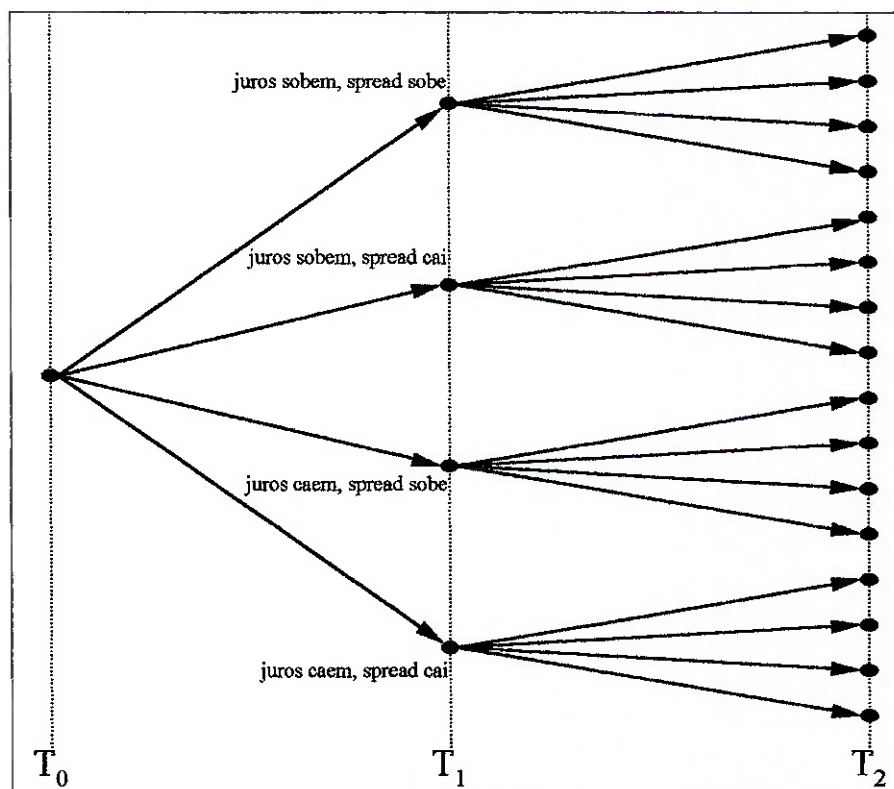 juros sobem, spread sobe
juros sobem, spread cai
juros caem, spread sobe
juros caem, spread cai
T₀ T₁ T₂